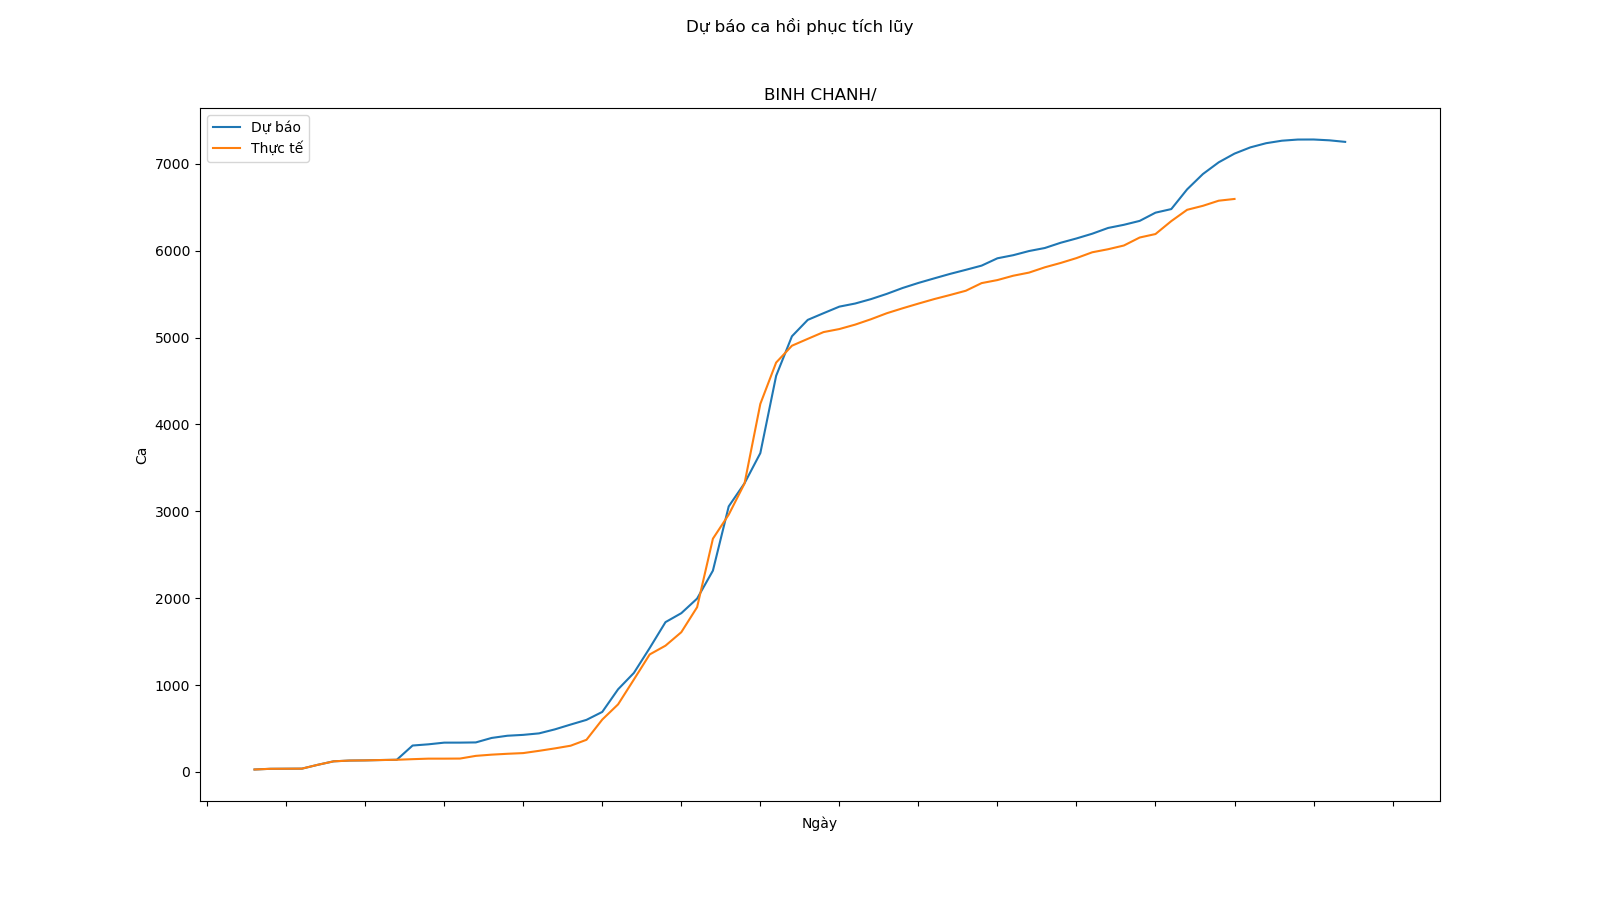 Dự báo ca hồi phục tích lũy
BINH CHANH/
Dự báo
Thực tế
7000
6000
5000
4000
3000
2000
1000
0
Ca
Ngày